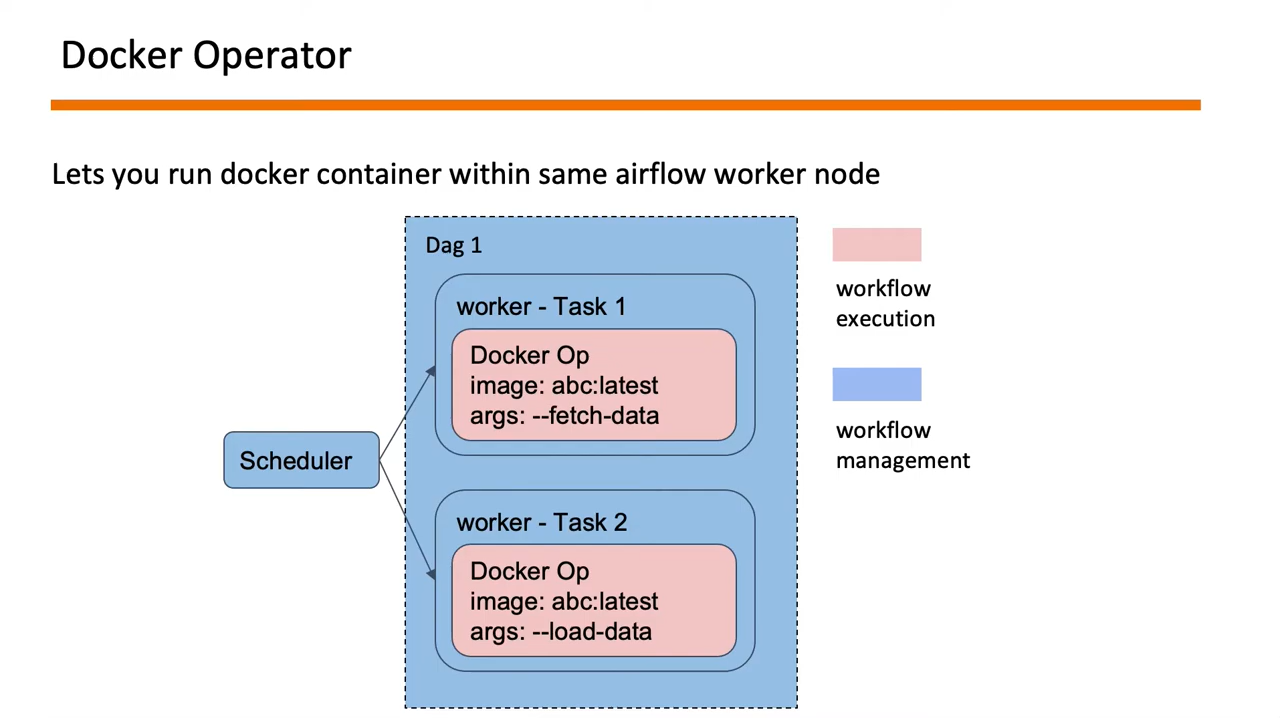 Docker Operator
Lets you run docker container within same airflow worker node
Dag 1
worker - Task 1
Docker Op
image: abc:latest
args: --fetch-data
Scheduler
worker - Task 2
Docker Op
image: abc:latest
args: --load-data
workflow
execution
workflow
management